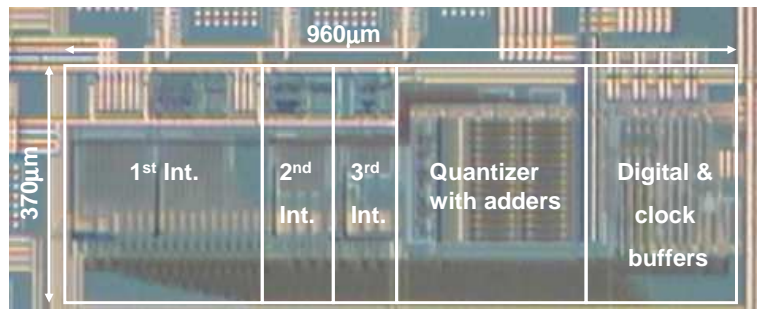 960μm
370μm
1st Int.
2nd
Int.
3rd
Int.
Quantizer
with adders
Digital &
clock
buffers